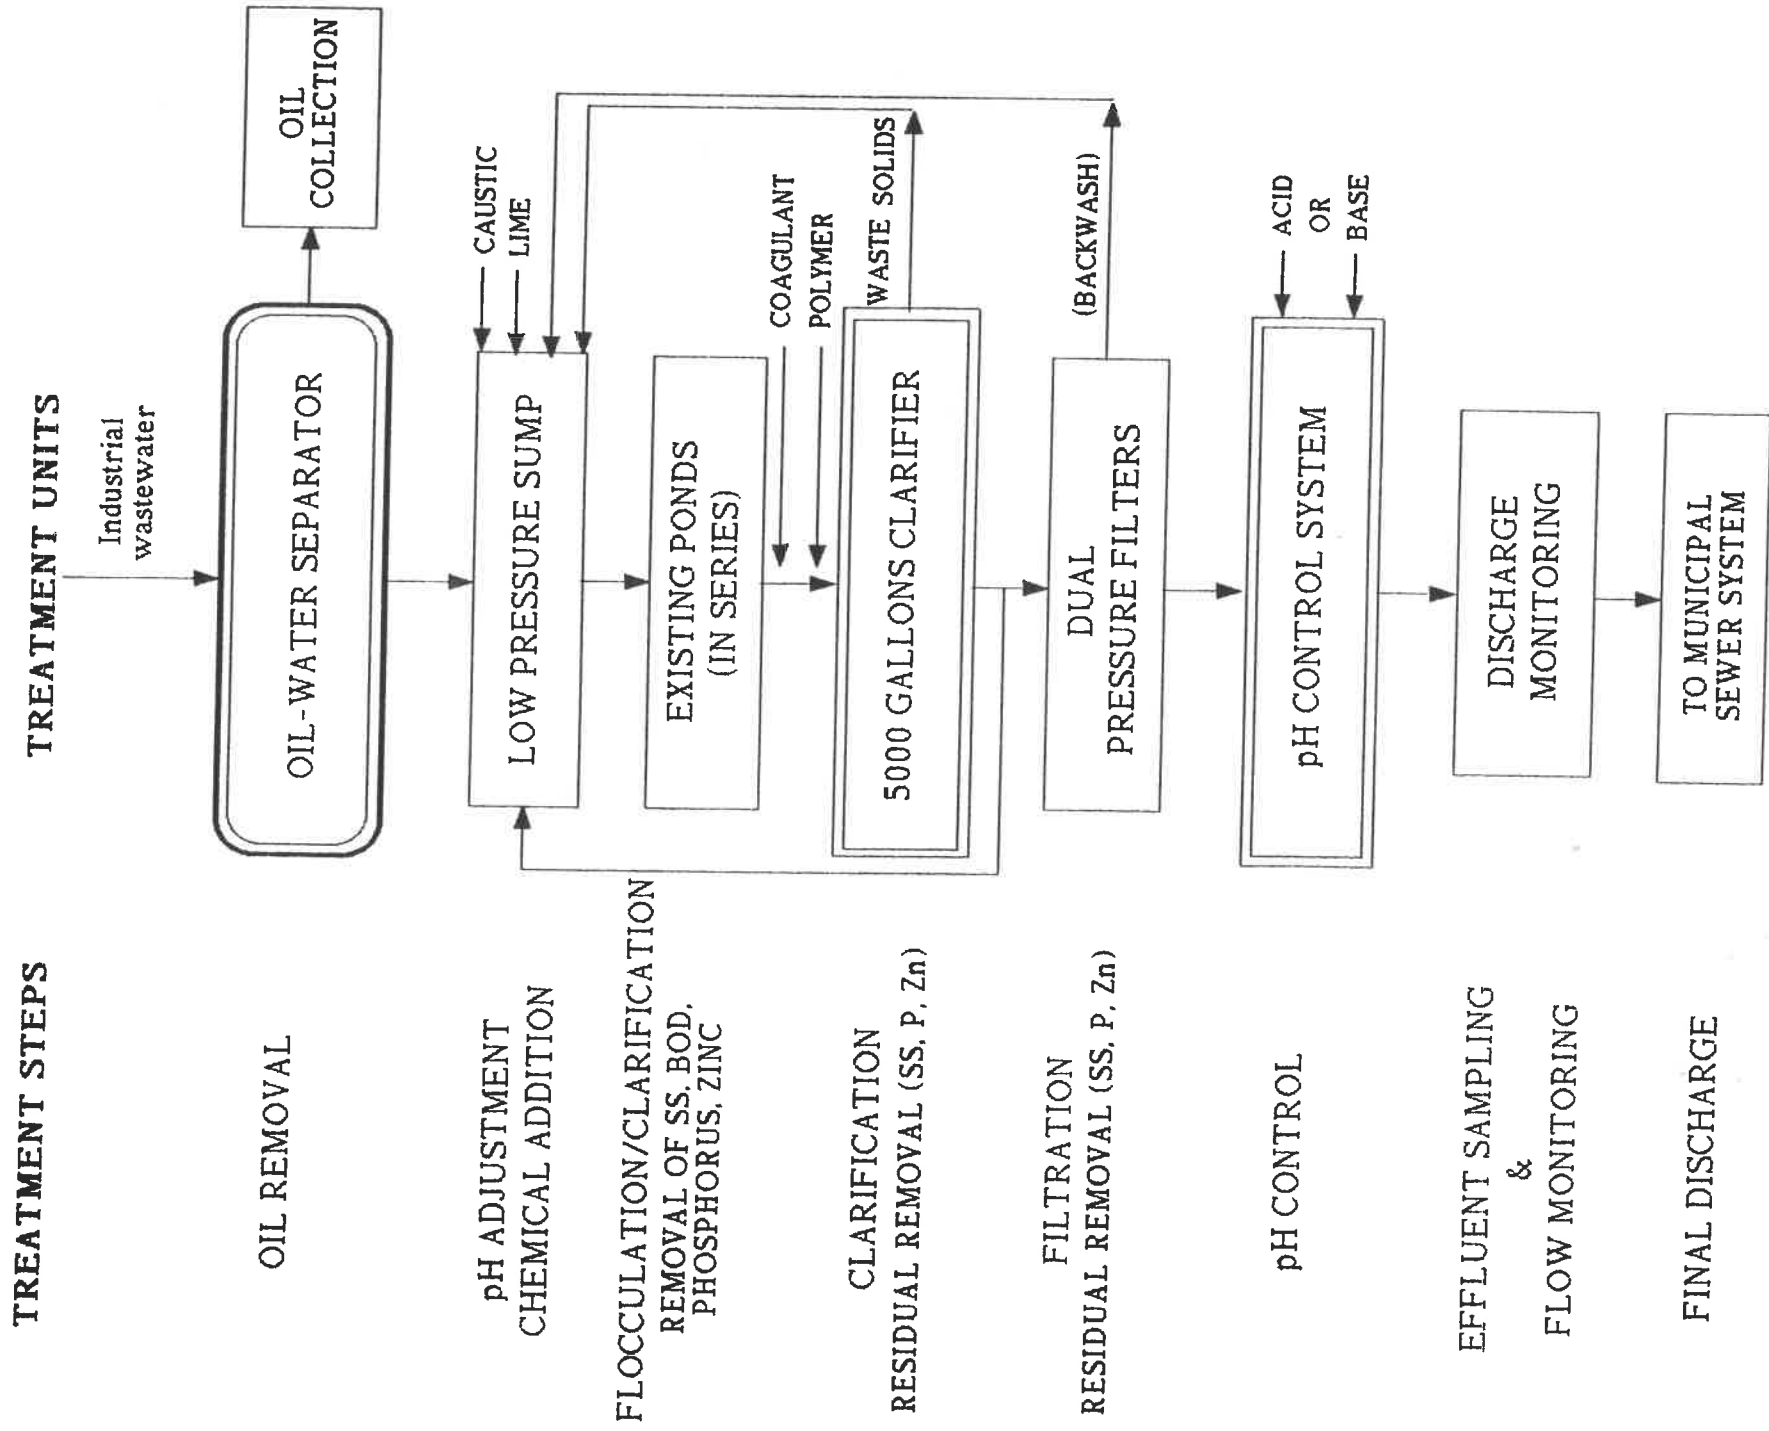 TREATMENT STEPS
TREATMENT UNITS
Industrial
wastewater
OIL REMOVAL
OIL-WATER SEPARATOR
OIL
COLLECTION
pH ADJUSTMENT
CHEMICAL ADDITION
LOW PRESSURE SUMP
CAUSTIC
LIME
FLOCCULATION/CLARIFICATION
REMOVAL OF SS, BOD,
PHOSPHORUS, ZINC
EXISTING PONDS
(IN SERIES)
COAGULANT
POLYMER
CLARIFICATION
RESIDUAL REMOVAL (SS, P, Zn)
5000 GALLONS CLARIFIER
WASTE SOLIDS
FILTRATION
RESIDUAL REMOVAL (SS, P, Zn)
DUAL
PRESSURE FILTERS
(BACKWASH)
pH CONTROL
pH CONTROL SYSTEM
ACID
OR
BASE
EFFLUENT SAMPLING
&
FLOW MONITORING
DISCHARGE
MONITORING
FINAL DISCHARGE
TO MUNICIPAL
SEWER SYSTEM